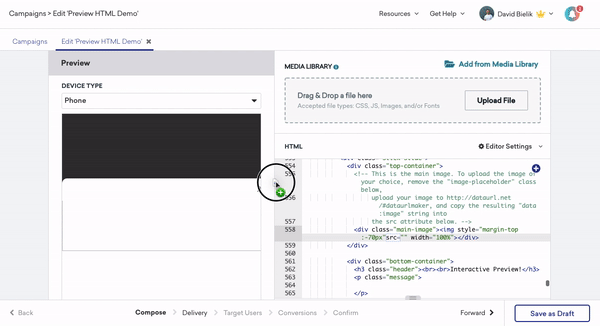 Campaigns > Edit 'Preview HTML Demo'
Resources
Get Help
David Bielik
1
Campaigns
Edit 'Preview HTML Demo' ×
Preview
DEVICE TYPE
Phone
MEDIA LIBRARY
Add from Media Library
Drag & Drop a file here
Accepted file types: CSS, JS, Images, and/or Fonts
Upload File
HTML
Editor Settings
554 <div class="top-container">
555 <!-- This is the main image. To upload the image of
your choice, remove the "image-placeholder" class
below,
556 upload your image to http://dataurl.net
/#dataurlmaker, and copy the resulting "data
:image" string into
557 the src attribute below. -->
558 <div class="main-image"><img style="margin-top
:-70px"src="" width="100%"></div>
559 </div>
560
561 <div class="bottom-container">
562 <h3 class="header"><br><br>Interactive Preview!</h3>
563 <p class="message">
564
565 </p>
Back
Compose
Delivery
Target Users
Conversions
Confirm
Forward
Save as Draft